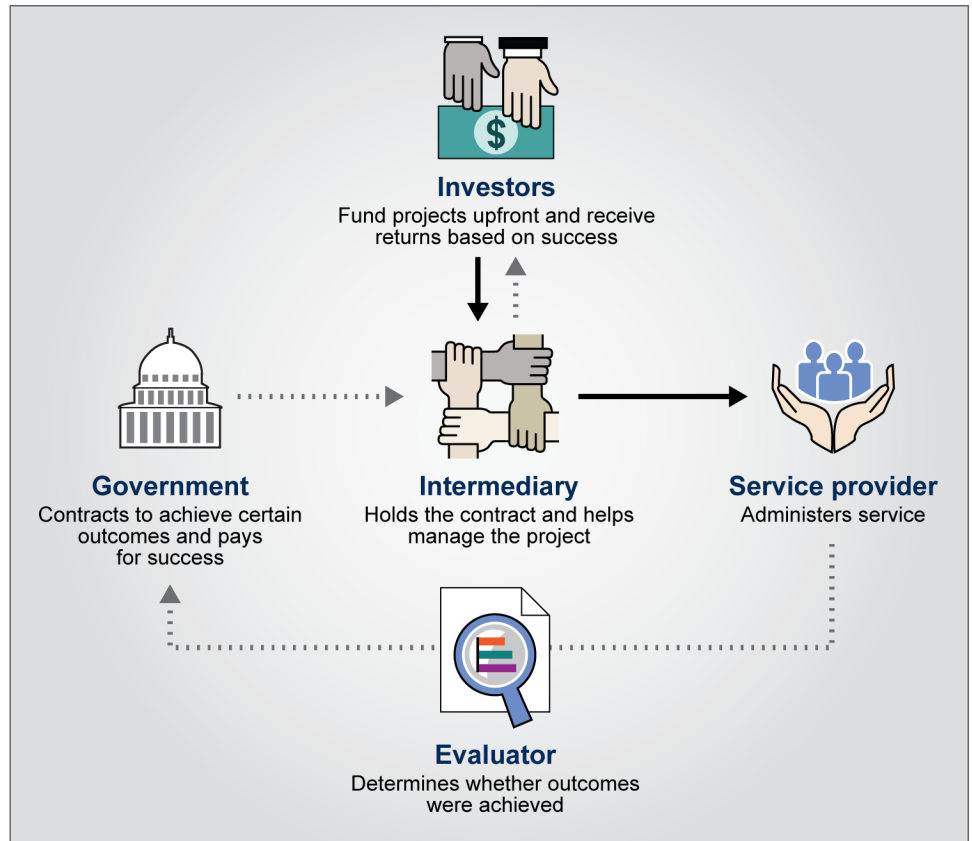 $
Investors
Fund projects upfront and receive
returns based on success
Government
Contracts to achieve certain
outcomes and pays
for success
Intermediary
Holds the contract and helps
manage the project
Service provider
Administers service
Evaluator
Determines whether outcomes
were achieved